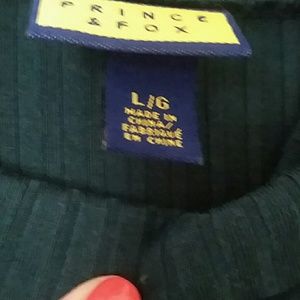 PRINCE
& FOX
L/G
MADE IN
CHINA/
FABRIQUÉ
EN CHINE